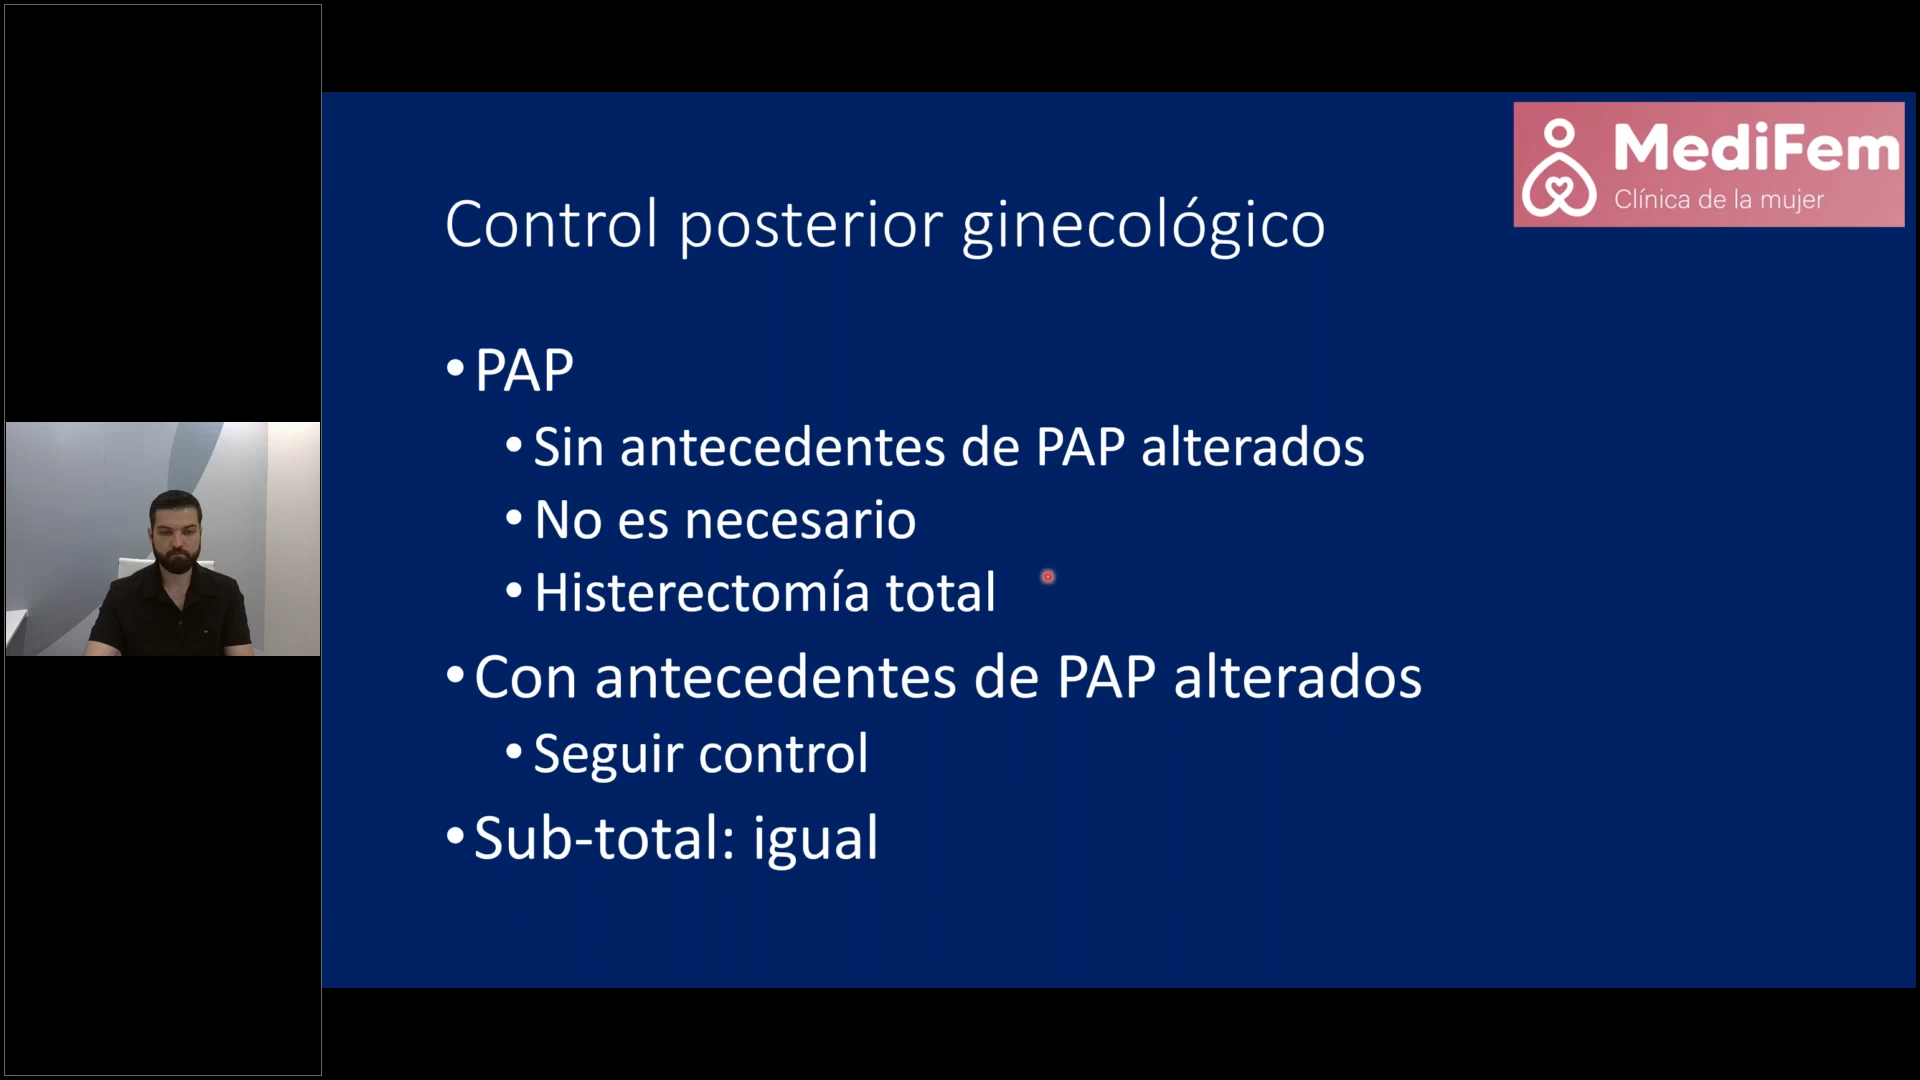 MediFem
Clínica de la mujer
Control posterior ginecológico
• PAP
• Sin antecedentes de PAP alterados
• No es necesario
• Histerectomía total
• Con antecedentes de PAP alterados
• Seguir control
• Sub-total: igual